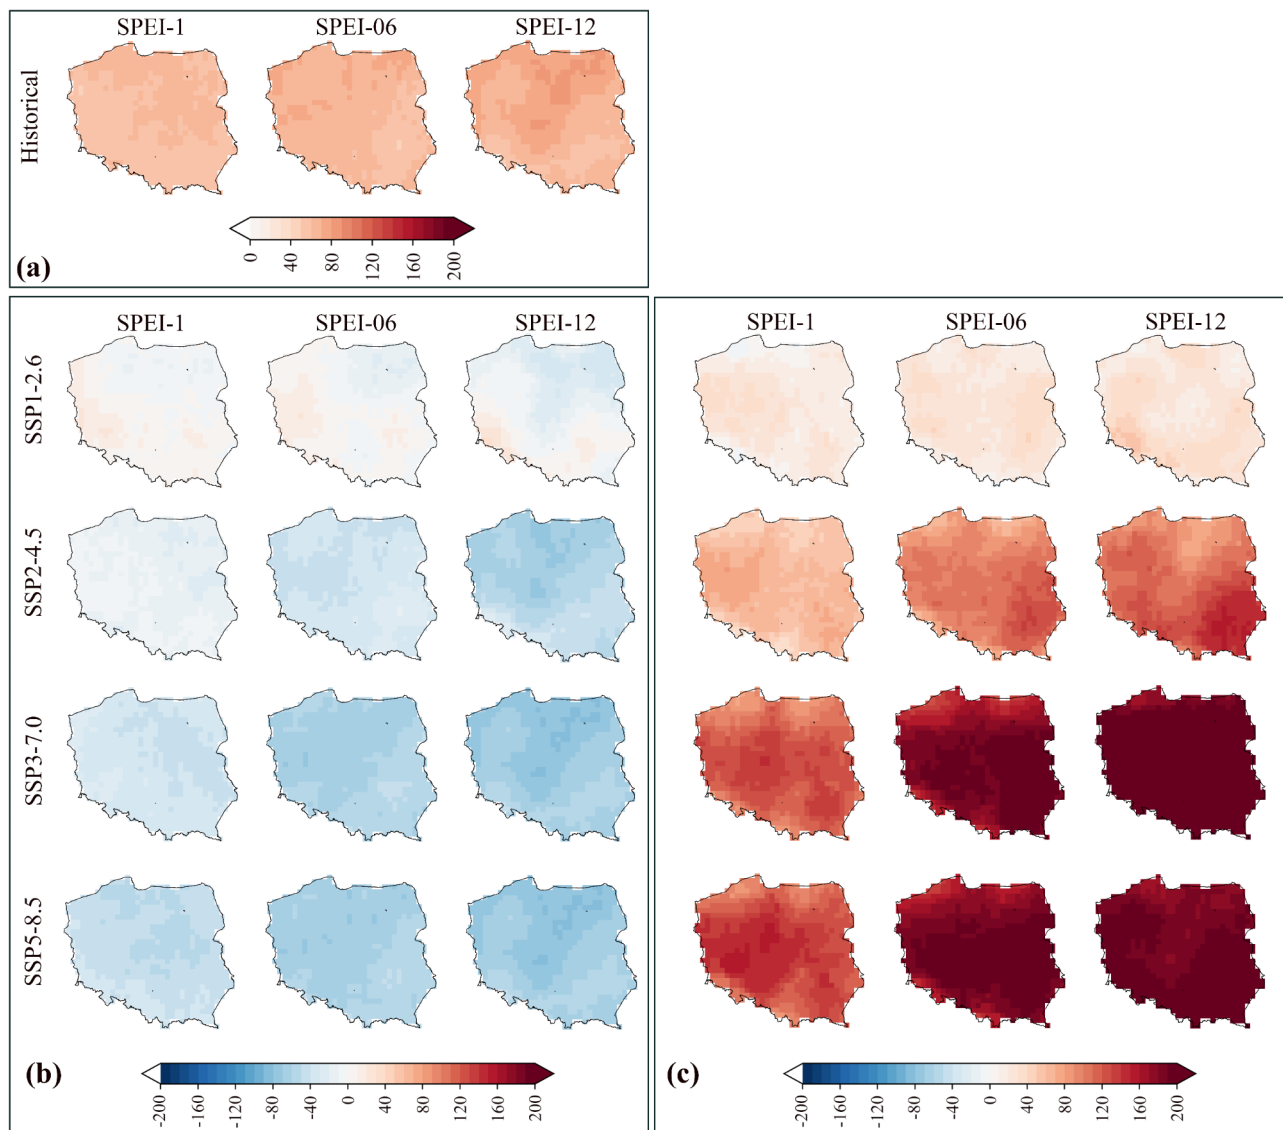 SPEI-1 SPEI-06 SPEI-12
Historical
0 40 80 120 160 200
(a)
SPEI-1 SPEI-06 SPEI-12
SSP1-2.6
SSP2-4.5
SSP3-7.0
SSP5-8.5
(b)
-200 -160 -120 -80 -40 0 40 80 120 160 200
SPEI-1 SPEI-06 SPEI-12
(c)
-200 -160 -120 -80 -40 0 40 80 120 160 200